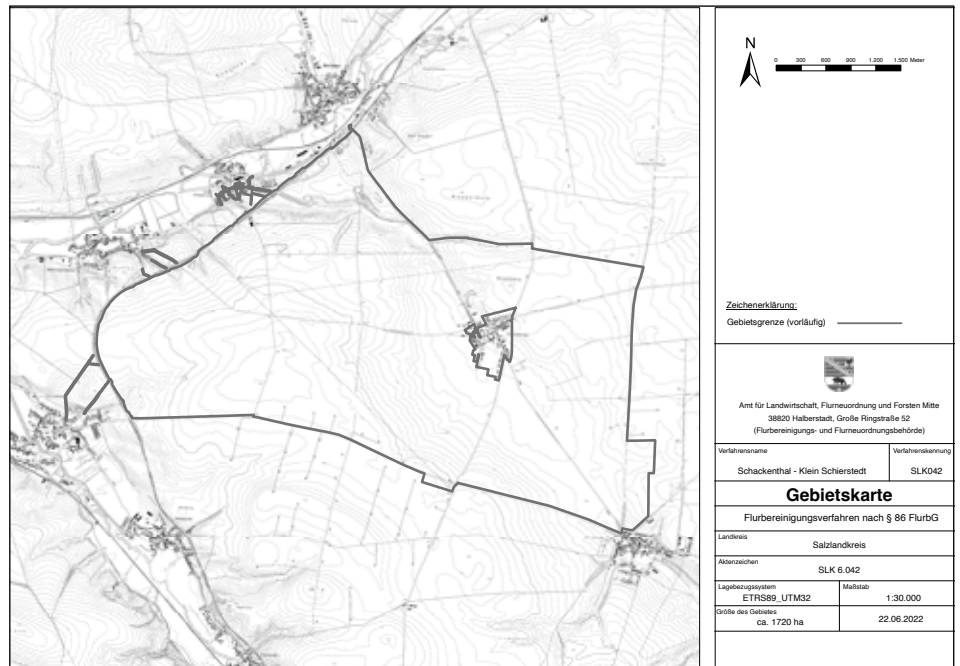 N
0 300 600 900 1.200 1.500 Meter
Zeichenerklärung:
Gebietsgrenze (vorläufig)
Amt für Landwirtschaft, Flurneuordnung und Forsten Mitte
38820 Halberstadt, Große Ringstraße 52
(Flurbereinigungs- und Flurneuordnungsbehörde)
Verfahrensname
Verfahrenskennung
Schackenthal - Klein Schierstedt
SLK042
Gebietskarte
Flurbereinigungsverfahren nach § 86 FlurbG
Landkreis
Salzlandkreis
Aktenzeichen
SLK 6.042
Lagebezugssystem
Maßstab
ETRS89_UTM32
1:30.000
Größe des Gebietes
ca. 1720 ha
22.06.2022